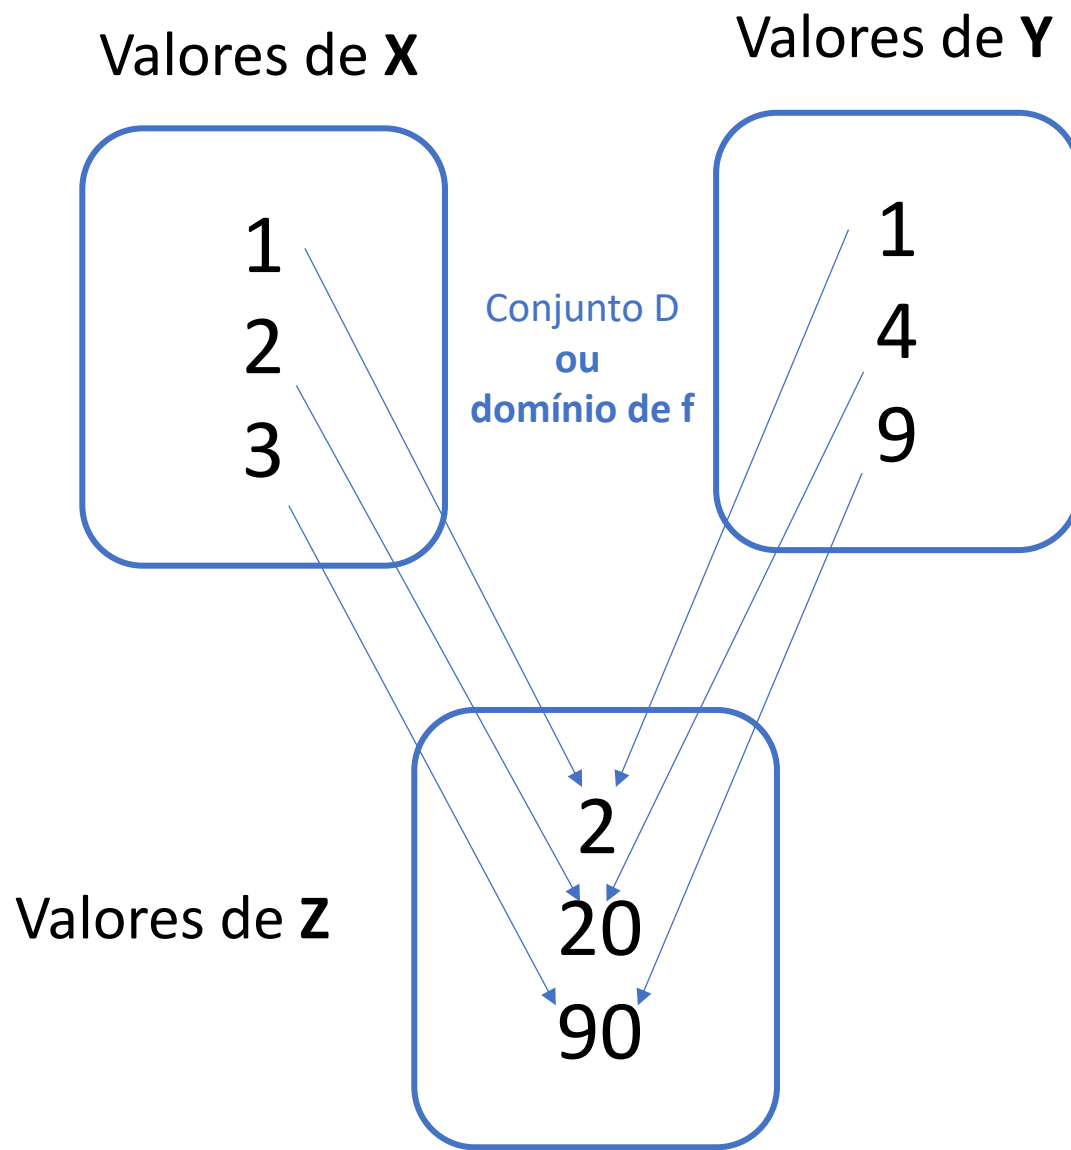 Valores de X
Valores de Y
1
2
3
Conjunto D
ou
domínio de f
1
4
9
Valores de Z
2
20
90